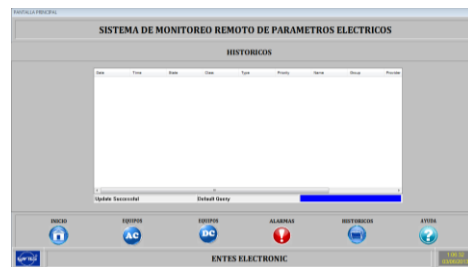 PANTALLA PRINCIPAL
SISTEMA DE MONITOREO REMOTO DE PARAMETROS ELECTRICOS
HISTORICOS
Date Time State Class Type Priority Name Group Provider
Update Successful Default Query
INICIO EQUIPOS EQUIPOS ALARMAS HISTORICOS AYUDA
AC DC
ENTES ELECTRONIC